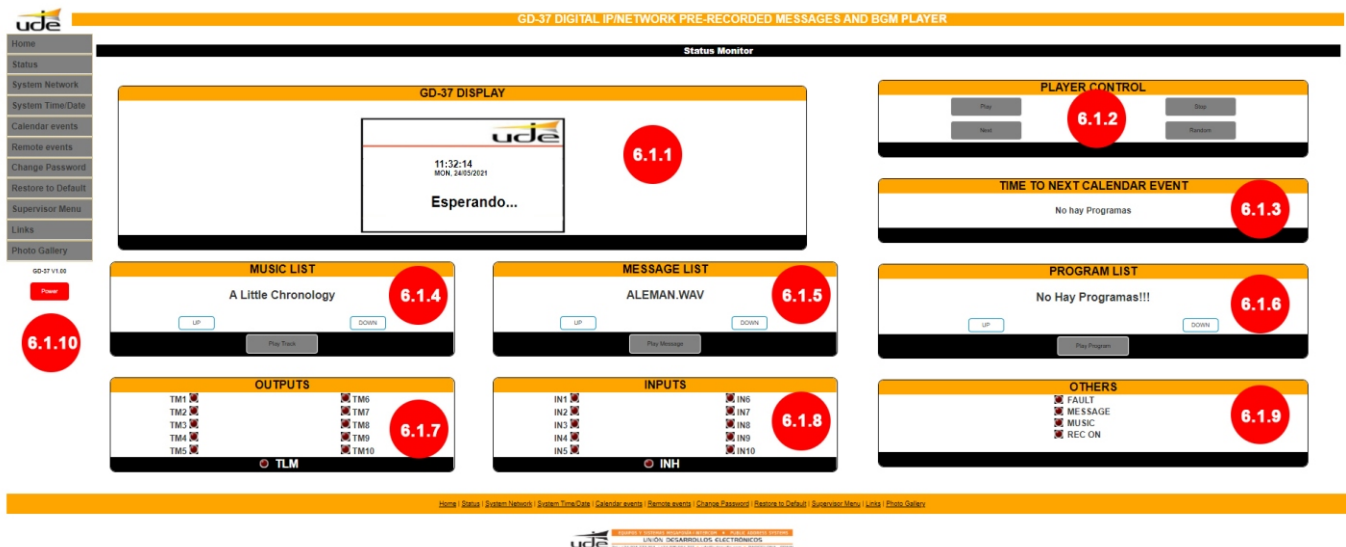 ude
GD-37 DIGITAL IP/NETWORK PRE-RECORDED MESSAGES AND BGM PLAYER
Home
Status
System Network
System Time/Date
Calendar events
Remote events
Change Password
Restore to Default
Supervisor Menu
Links
Photo Gallery
GD-37 V1.00
Power
6.1.10
Status Monitor
GD-37 DISPLAY
ude
11:32:14
MON, 24/05/2021
Esperando...
6.1.1
PLAYER CONTROL
Play
Stop
Next
Random
6.1.2
TIME TO NEXT CALENDAR EVENT
No hay Programas
6.1.3
MUSIC LIST
A Little Chronology
UP
DOWN
Play Track
6.1.4
MESSAGE LIST
ALEMAN.WAV
UP
DOWN
Play Message
6.1.5
PROGRAM LIST
No Hay Programas!!!
UP
DOWN
Play Program
6.1.6
OUTPUTS
TM1 TM6
TM2 TM7
TM3 TM8
TM4 TM9
TM5 TM10
TLM
6.1.7
INPUTS
IN1 IN6
IN2 IN7
IN3 IN8
IN4 IN9
IN5 IN10
INH
6.1.8
OTHERS
FAULT
MESSAGE
MUSIC
REC ON
6.1.9
Home | Status | System Network | System Time/Date | Calendar events | Remote events | Change Password | Restore to Default | Supervisor Menu | Links | Photo Gallery
ude
UNIÓN DESARROLLOS ELECTRÓNICOS